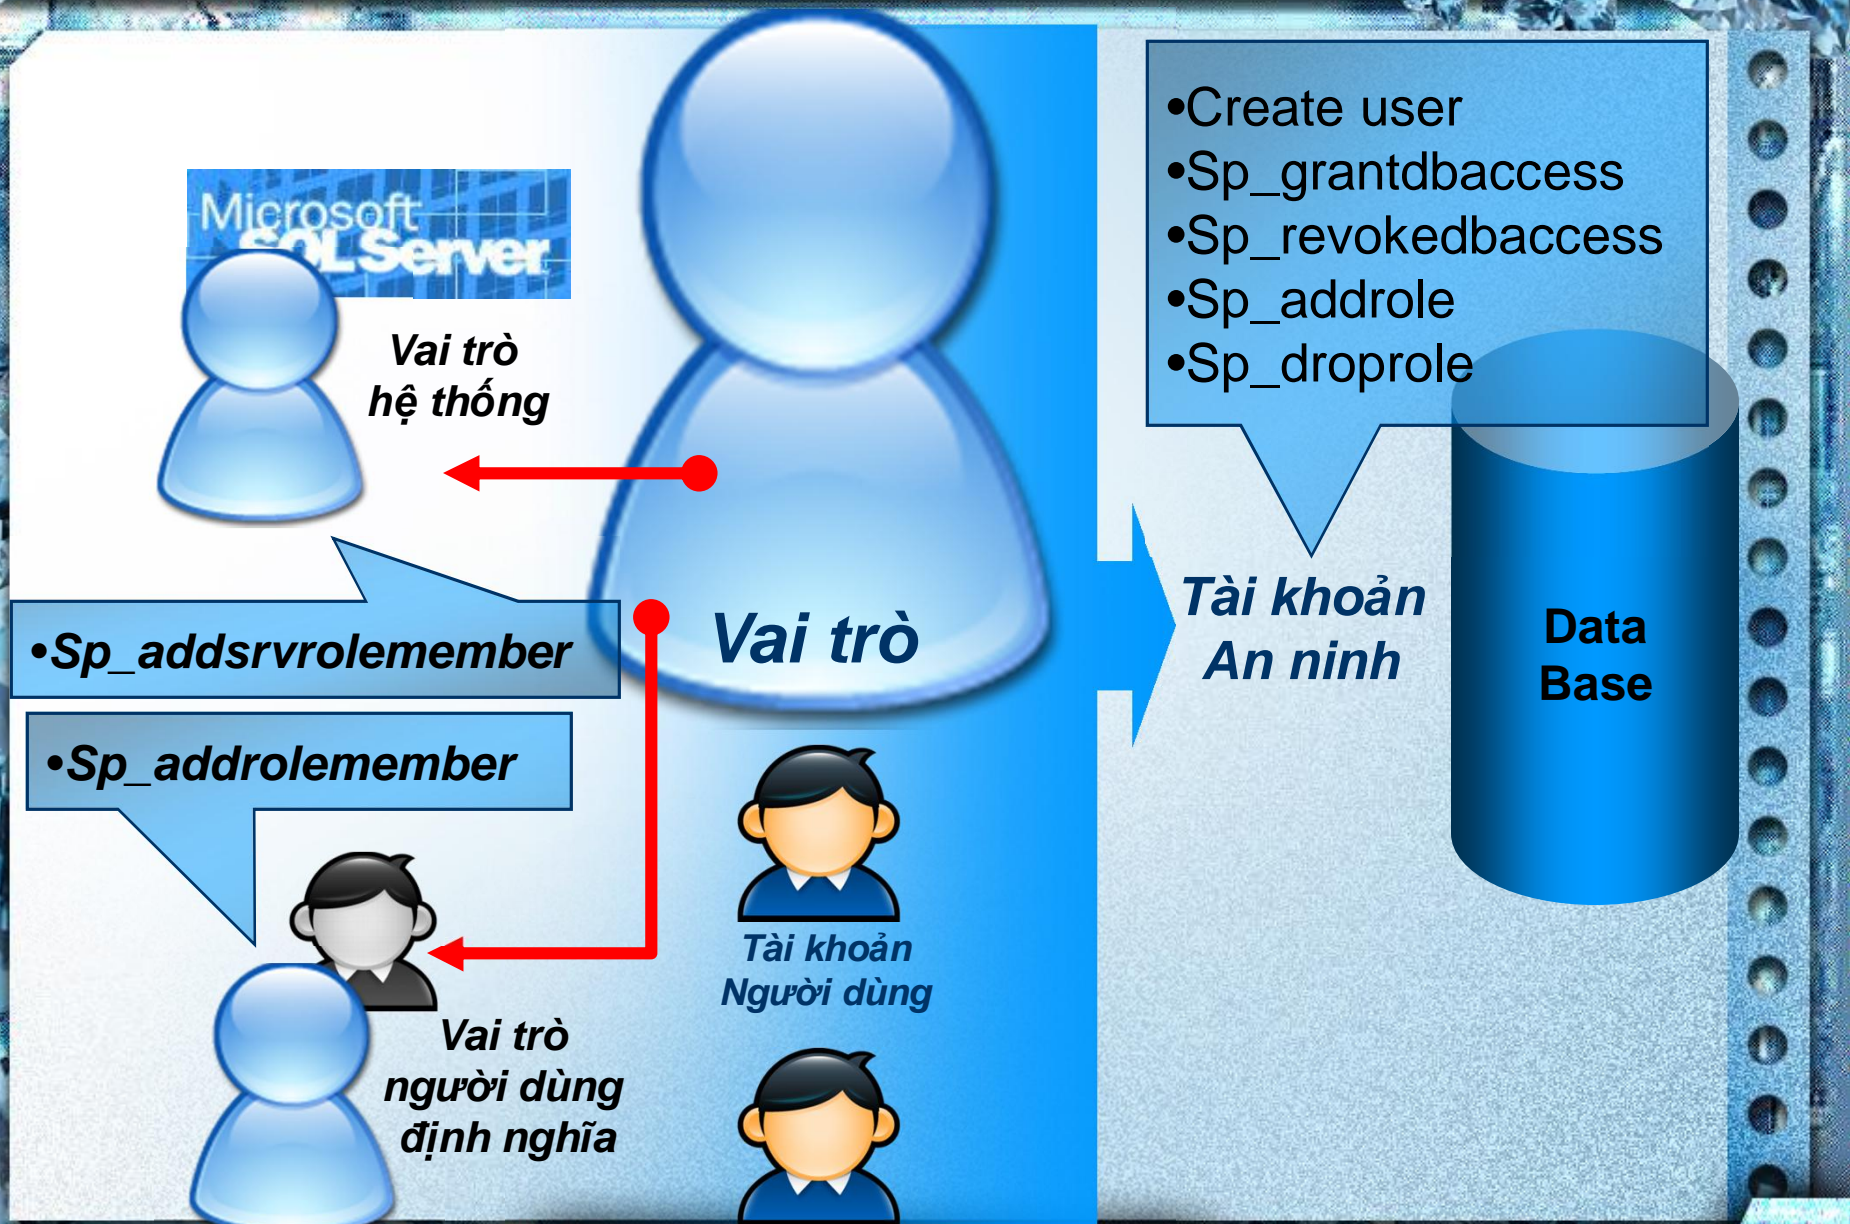 Microsoft
SQL Server
Vai trò
hệ thống
•Sp_addsrvrolemember
•Sp_addrolemember
Vai trò
người dùng
định nghĩa
Vai trò
Tài khoản
Người dùng
•Create user
•Sp_grantdbaccess
•Sp_revokedbaccess
•Sp_addrole
•Sp_droprole
Tài khoản
An ninh
Data
Base